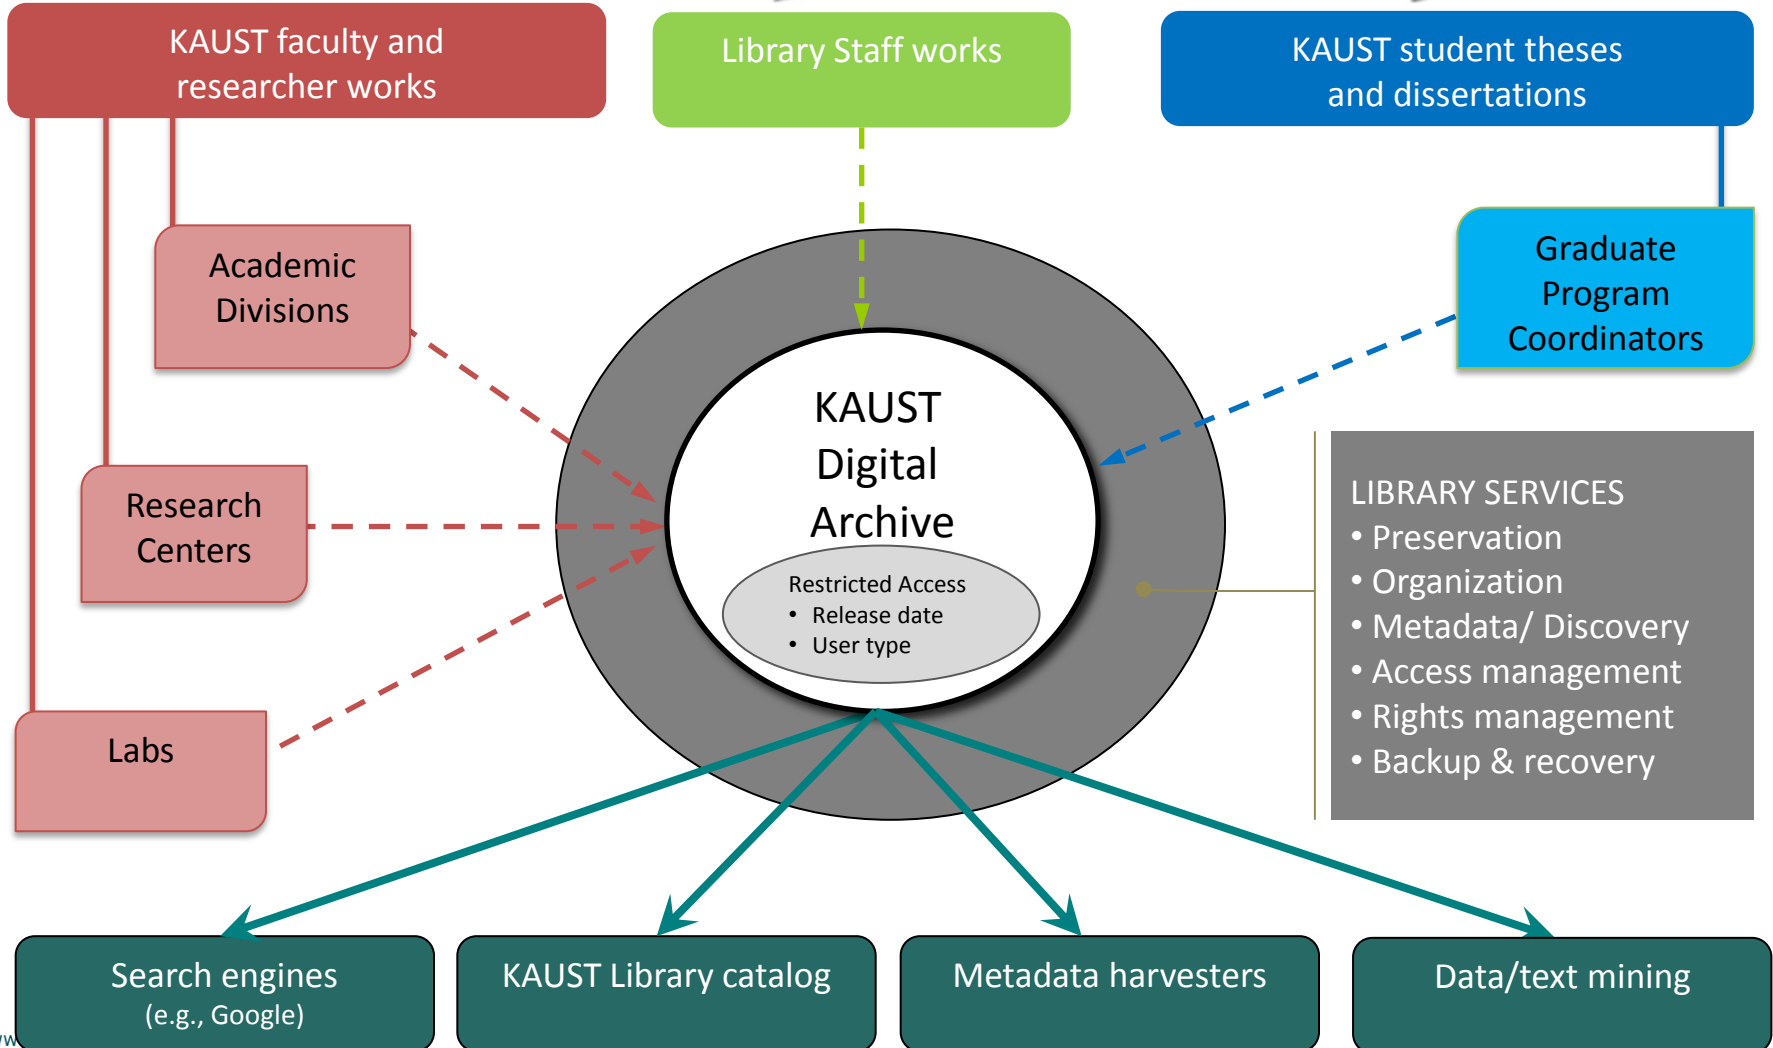 KAUST faculty and
researcher works
Library Staff works
KAUST student theses
and dissertations
Academic
Divisions
Graduate
Program
Coordinators
KAUST
Digital
Archive
Restricted Access
• Release date
• User type
Research
Centers
LIBRARY SERVICES
• Preservation
• Organization
• Metadata/ Discovery
• Access management
• Rights management
• Backup & recovery
Labs
Search engines
(e.g., Google)
KAUST Library catalog
Metadata harvesters
Data/text mining